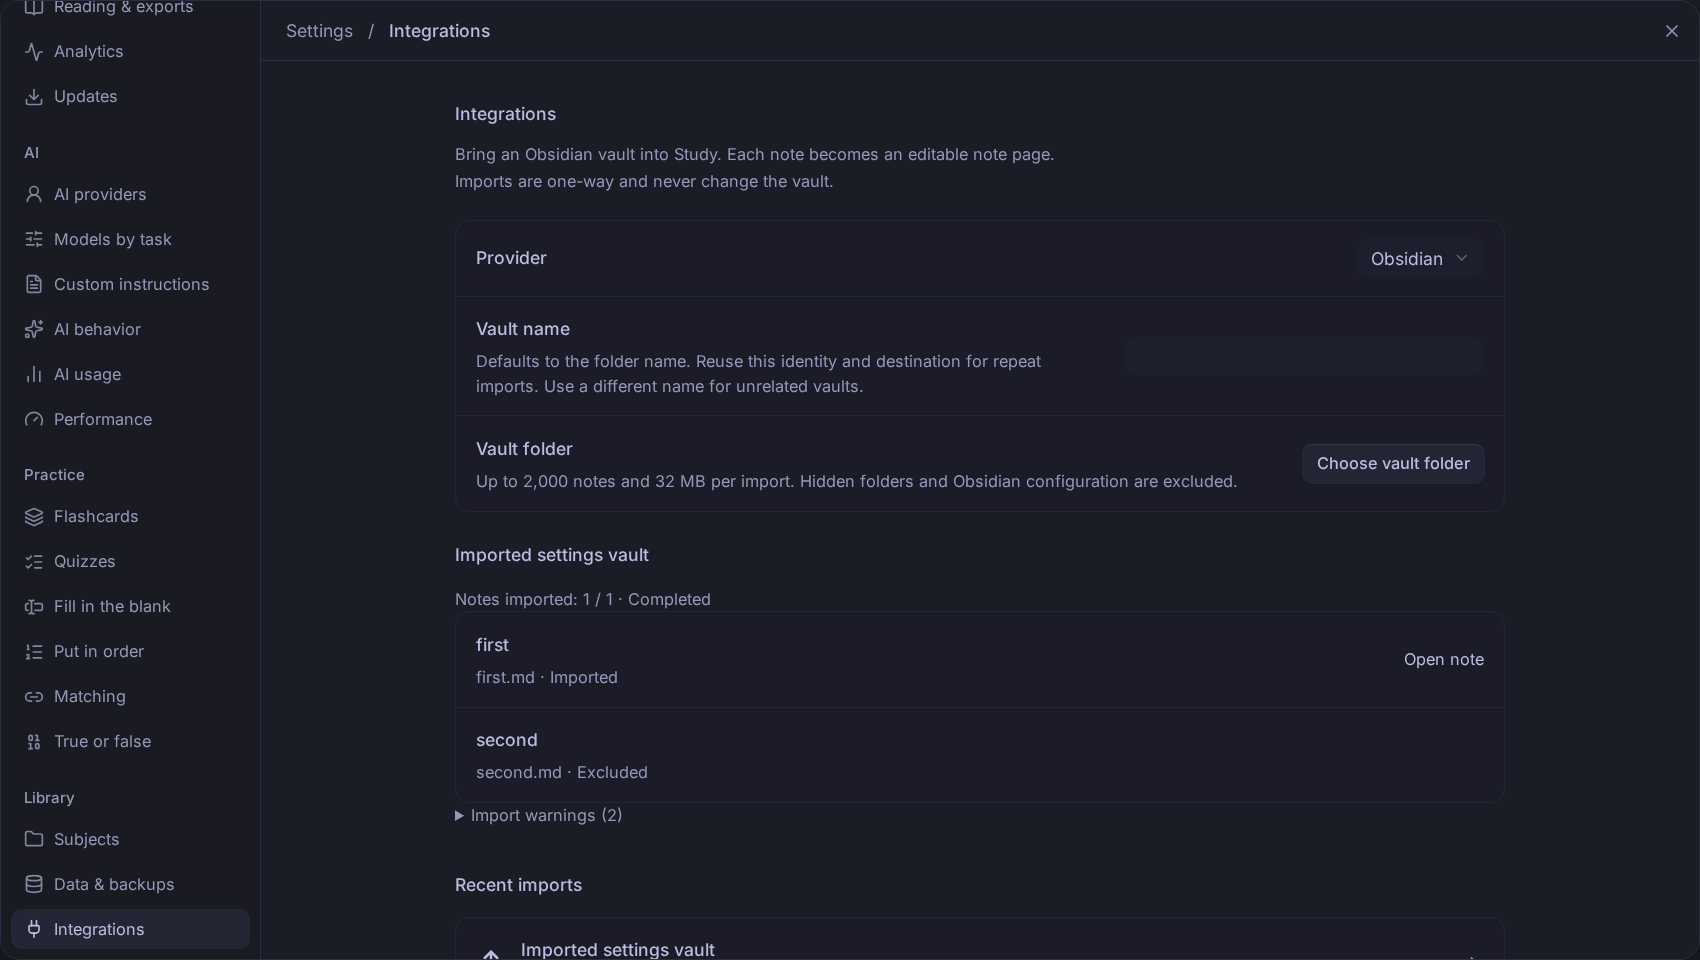 Reading & exports
Analytics
Updates
AI
AI providers
Models by task
Custom instructions
AI behavior
AI usage
Performance
Practice
Flashcards
Quizzes
Fill in the blank
Put in order
Matching
True or false
Library
Subjects
Data & backups
Integrations
Settings / Integrations
Integrations
Bring an Obsidian vault into Study. Each note becomes an editable note page.
Imports are one-way and never change the vault.
Provider
Obsidian
Vault name
Defaults to the folder name. Reuse this identity and destination for repeat
imports. Use a different name for unrelated vaults.
Vault folder
Up to 2,000 notes and 32 MB per import. Hidden folders and Obsidian configuration are excluded.
Choose vault folder
Imported settings vault
Notes imported: 1 / 1 · Completed
first
first.md · Imported
Open note
second
second.md · Excluded
Import warnings (2)
Recent imports
Imported settings vault